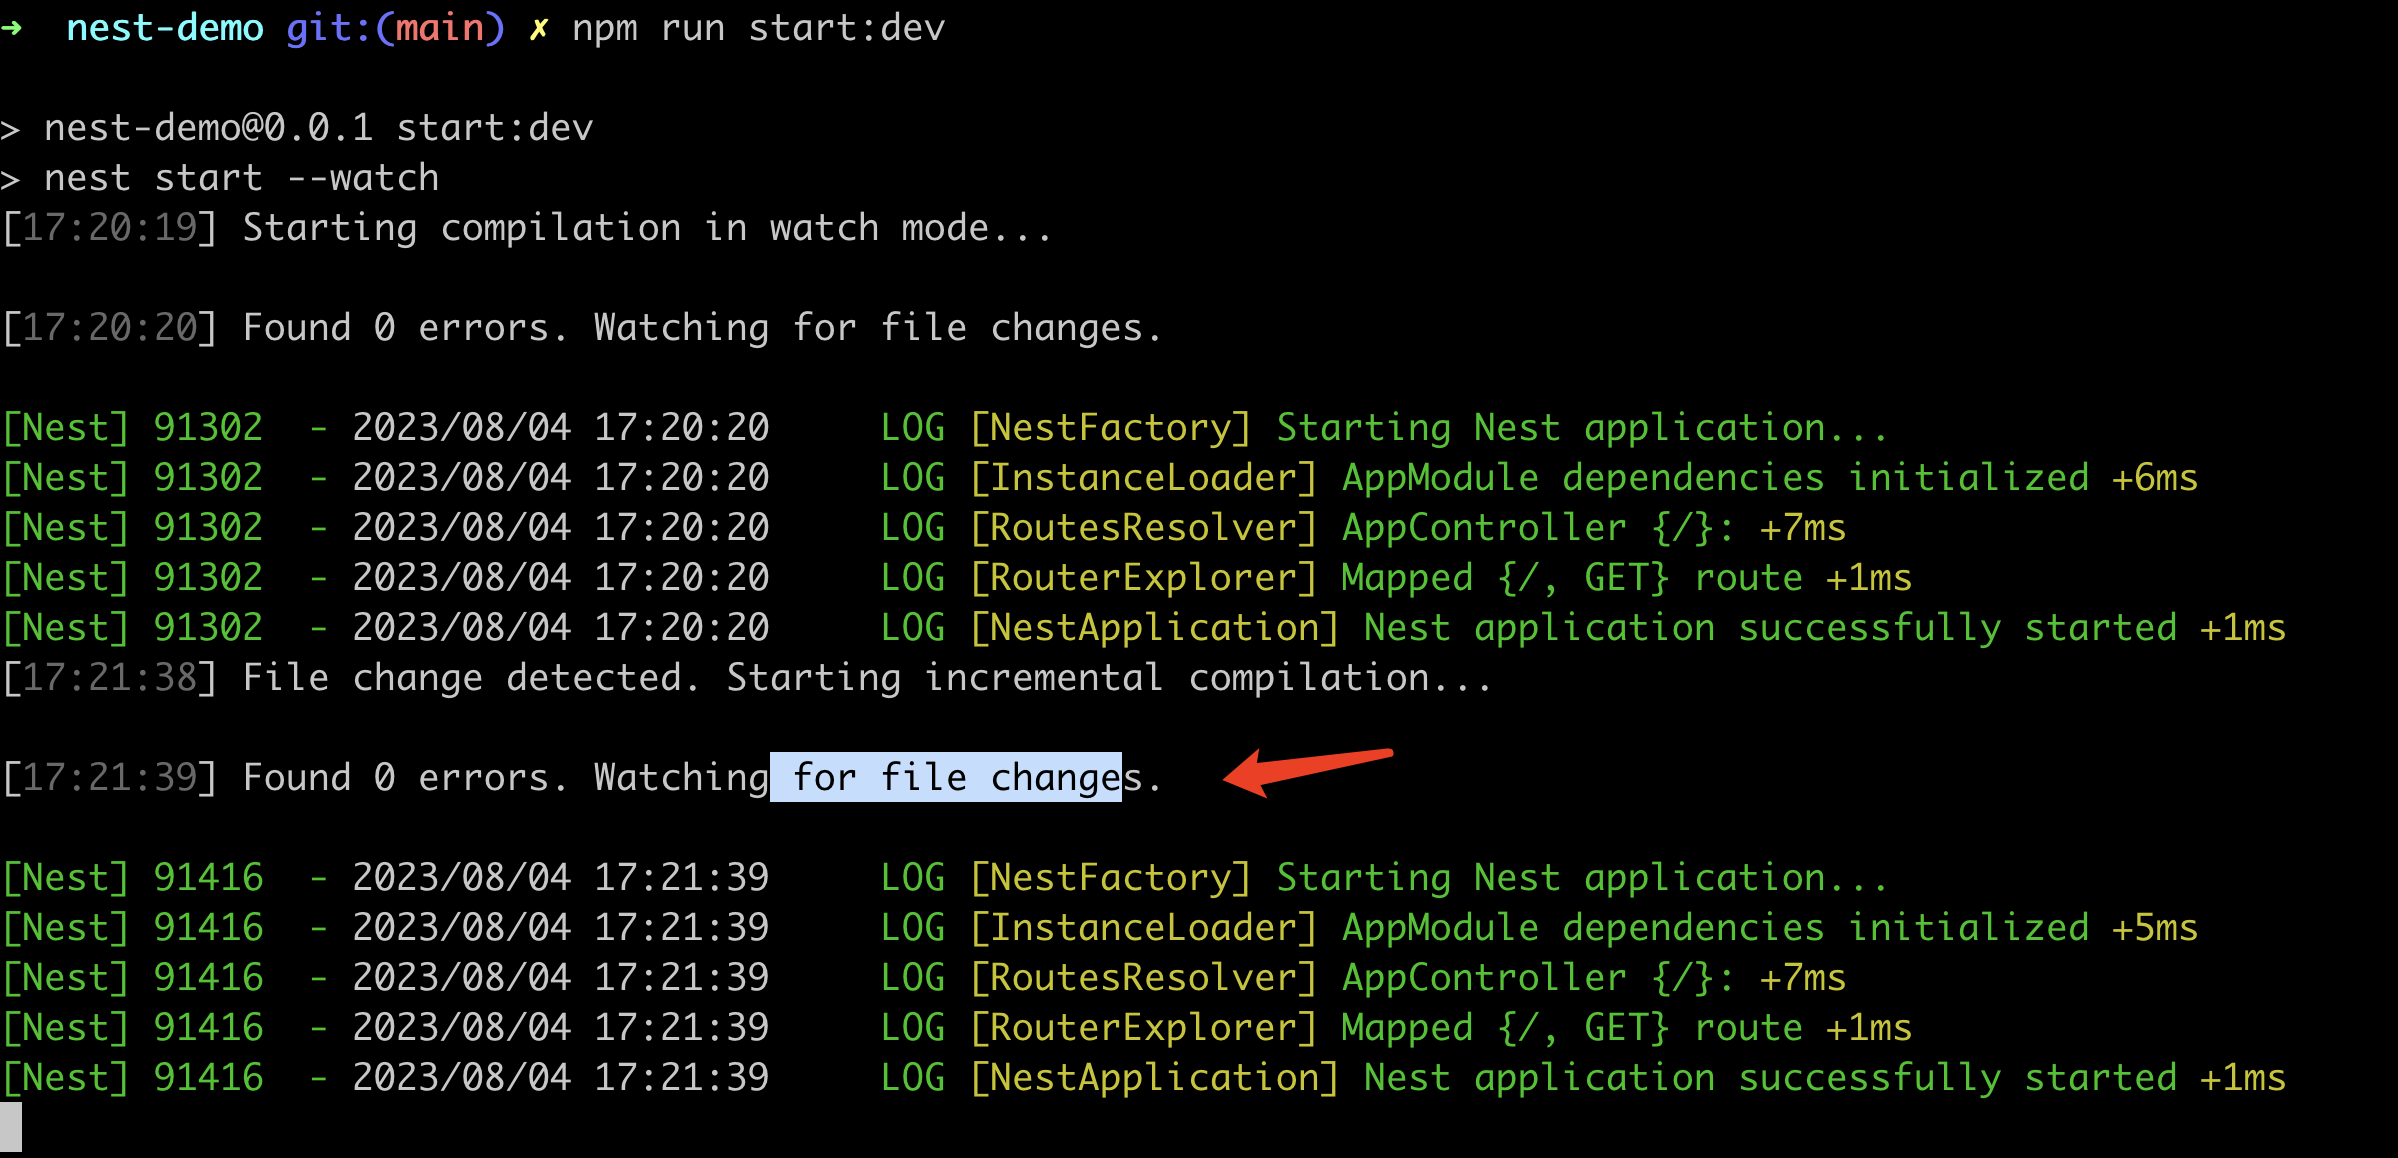 ➜  nest-demo git:(main) ✗ npm run start:dev
> nest-demo@0.0.1 start:dev
> nest start --watch
[17:20:19] Starting compilation in watch mode...
[17:20:20] Found 0 errors. Watching for file changes.
[Nest] 91302  - 2023/08/04 17:20:20     LOG [NestFactory] Starting Nest application...
[Nest] 91302  - 2023/08/04 17:20:20     LOG [InstanceLoader] AppModule dependencies initialized +6ms
[Nest] 91302  - 2023/08/04 17:20:20     LOG [RoutesResolver] AppController {/}: +7ms
[Nest] 91302  - 2023/08/04 17:20:20     LOG [RouterExplorer] Mapped {/, GET} route +1ms
[Nest] 91302  - 2023/08/04 17:20:20     LOG [NestApplication] Nest application successfully started +1ms
[17:21:38] File change detected. Starting incremental compilation...
[17:21:39] Found 0 errors. Watching for file changes.
[Nest] 91416  - 2023/08/04 17:21:39     LOG [NestFactory] Starting Nest application...
[Nest] 91416  - 2023/08/04 17:21:39     LOG [InstanceLoader] AppModule dependencies initialized +5ms
[Nest] 91416  - 2023/08/04 17:21:39     LOG [RoutesResolver] AppController {/}: +7ms
[Nest] 91416  - 2023/08/04 17:21:39     LOG [RouterExplorer] Mapped {/, GET} route +1ms
[Nest] 91416  - 2023/08/04 17:21:39     LOG [NestApplication] Nest application successfully started +1ms